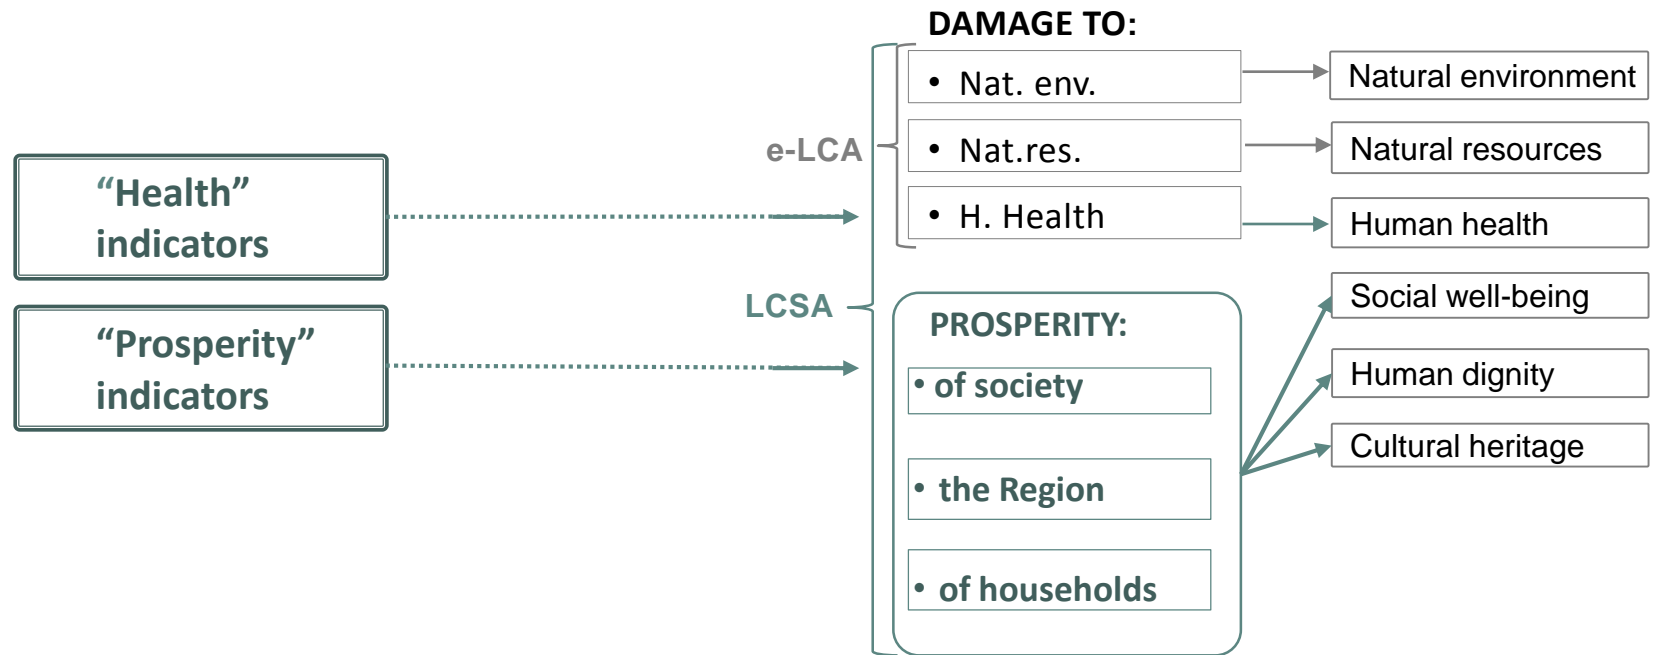 DAMAGE TO:
• Nat. env.
Natural environment
e-LCA
• Nat.res.
Natural resources
“Health”
indicators
• H. Health
Human health
LCSA
“Prosperity”
indicators
PROSPERITY:
• of society
• the Region
• of households
Social well-being
Human dignity
Cultural heritage